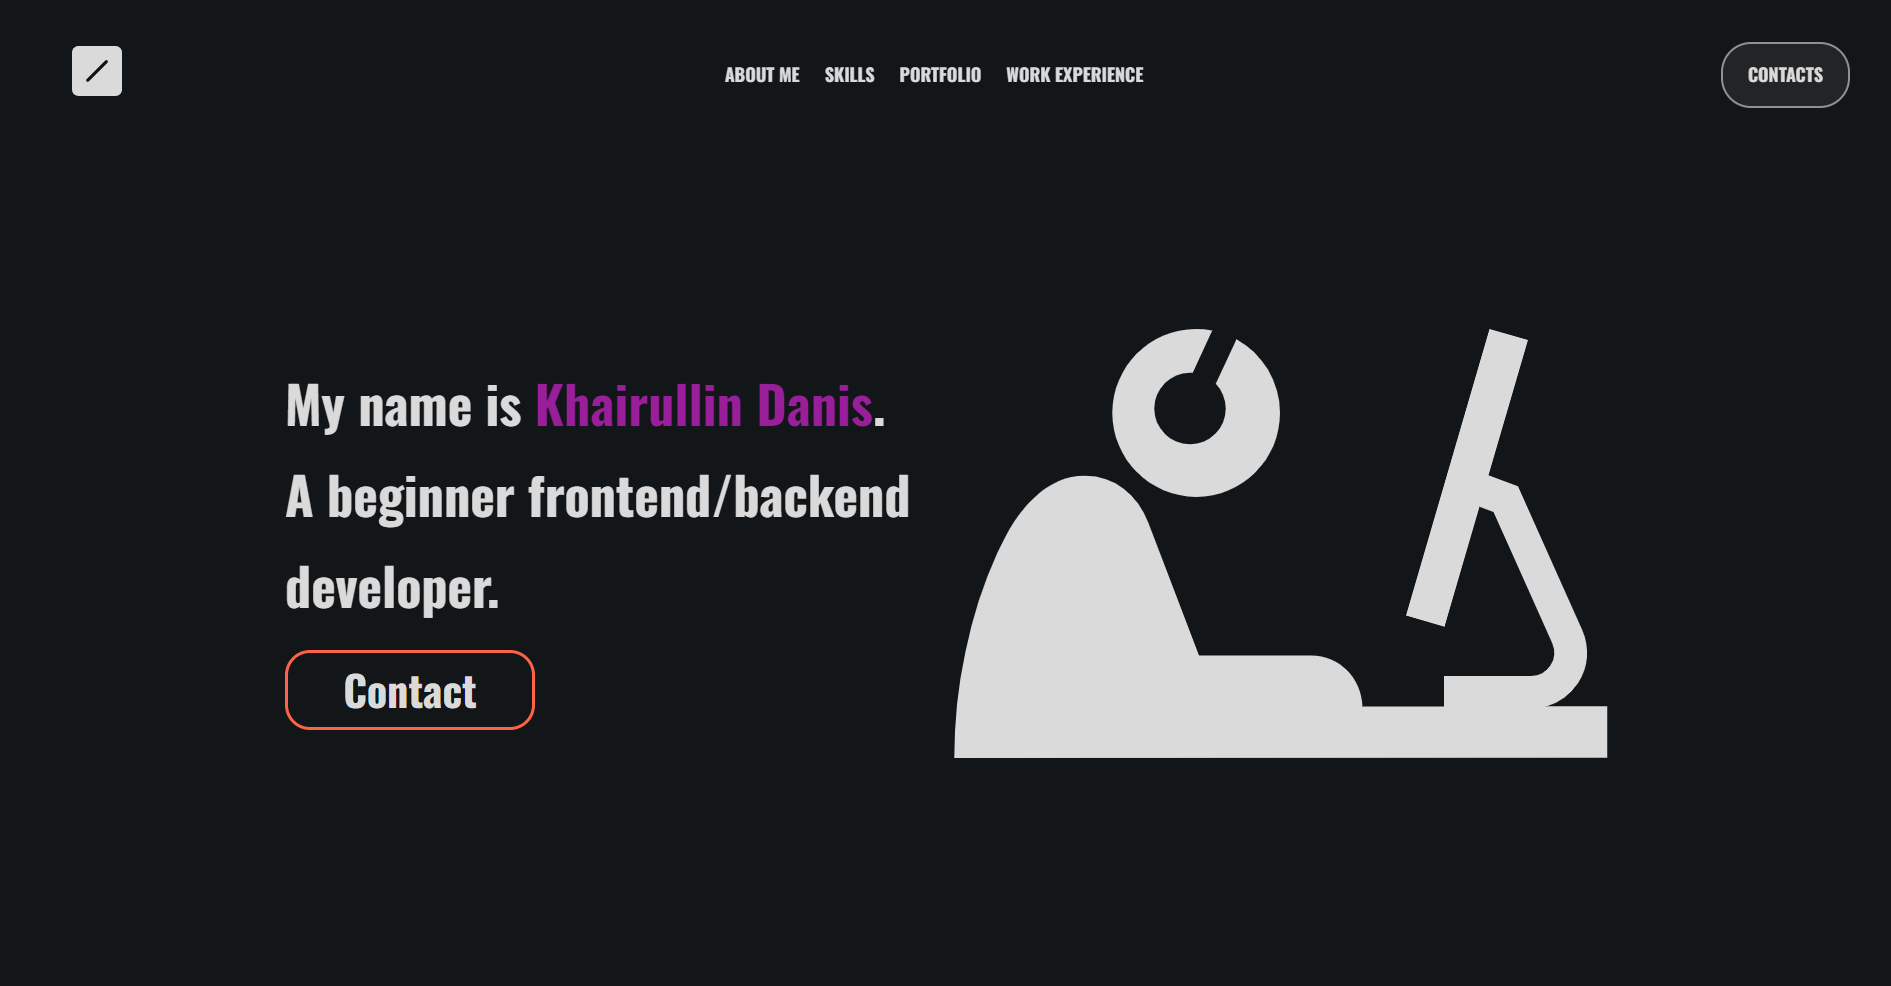 ABOUT ME SKILLS PORTFOLIO WORK EXPERIENCE CONTACTS
My name is Khairullin Danis.
A beginner frontend/backend
developer.
Contact